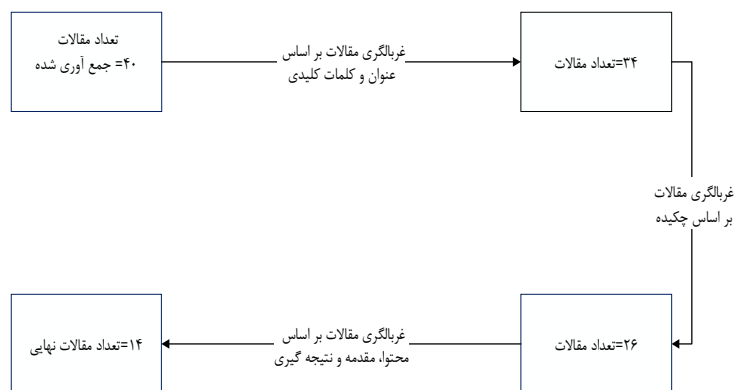 تعداد مقالات
جمع آوری شده =۴۰
غربالگری مقالات بر اساس
عنوان و کلمات کلیدی
تعداد مقالات=۳۴
غربالگری مقالات
بر اساس چکیده
تعداد مقالات=۲۶
غربالگری مقالات بر اساس
محتوا، مقدمه و نتیجه گیری
تعداد مقالات نهایی=۱۴